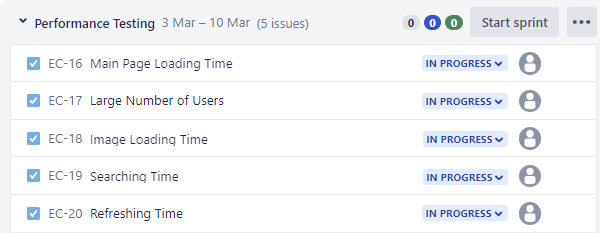 Performance Testing 3 Mar – 10 Mar (5 issues) 0 0 0 Start sprint •••
EC-16 Main Page Loading Time IN PROGRESS
EC-17 Large Number of Users IN PROGRESS
EC-18 Image Loading Time IN PROGRESS
EC-19 Searching Time IN PROGRESS
EC-20 Refreshing Time IN PROGRESS